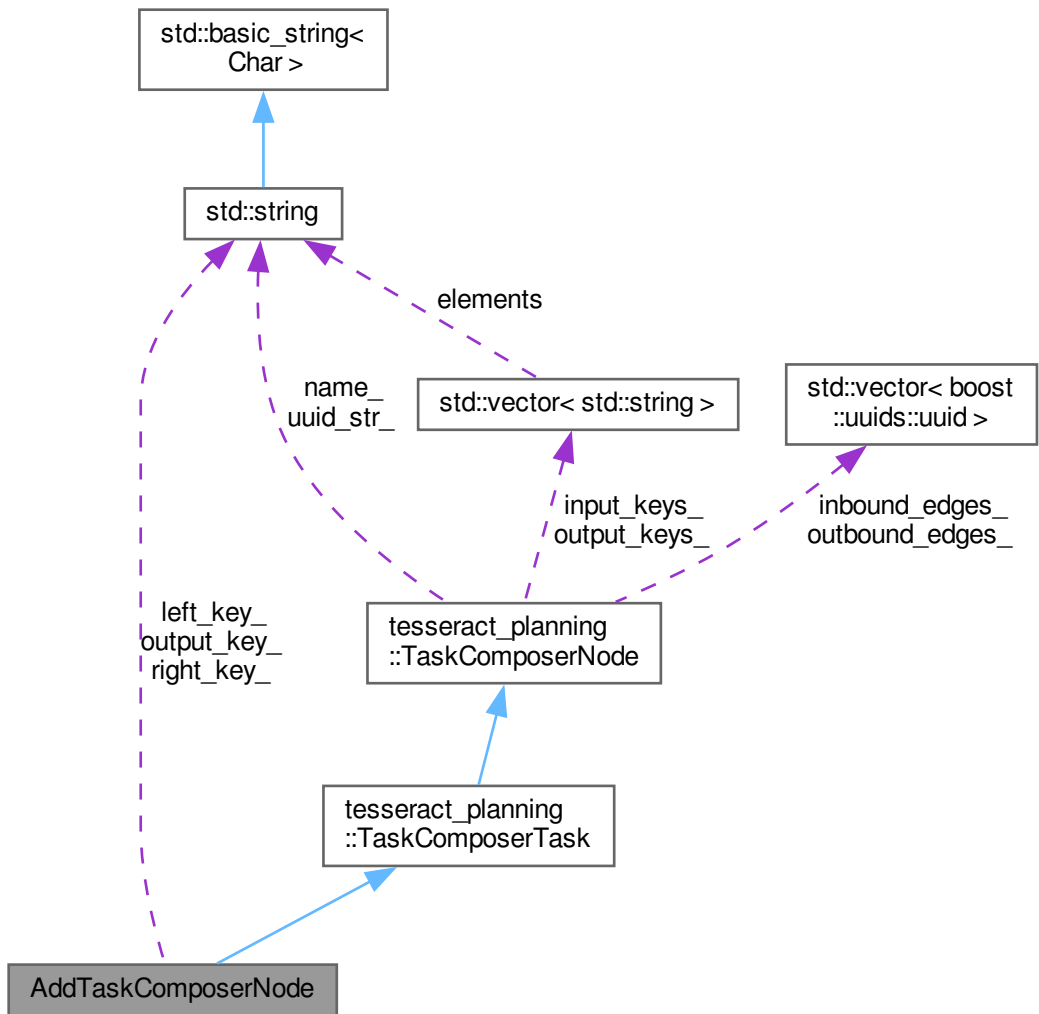 std::basic_string<
Char >
std::string
elements
name_
uuid_str_
std::vector< std::string >
std::vector< boost
::uuids::uuid >
input_keys_
output_keys_
inbound_edges_
outbound_edges_
left_key_
output_key_
right_key_
tesseract_planning
::TaskComposerNode
tesseract_planning
::TaskComposerTask
AddTaskComposerNode